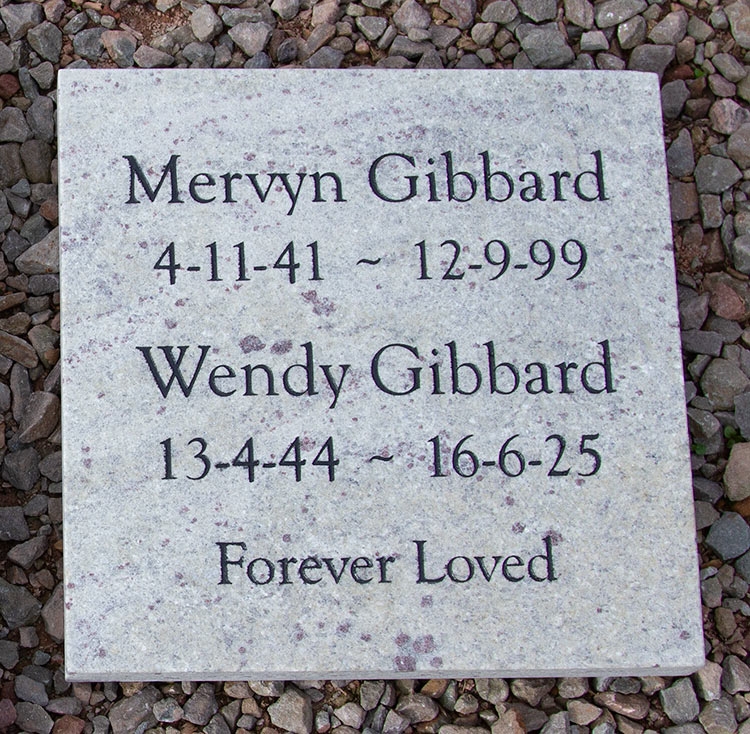 Mervyn Gibbard
4-11-41 ~ 12-9-99
Wendy Gibbard
13-4-44 ~ 16-6-25
Forever Loved